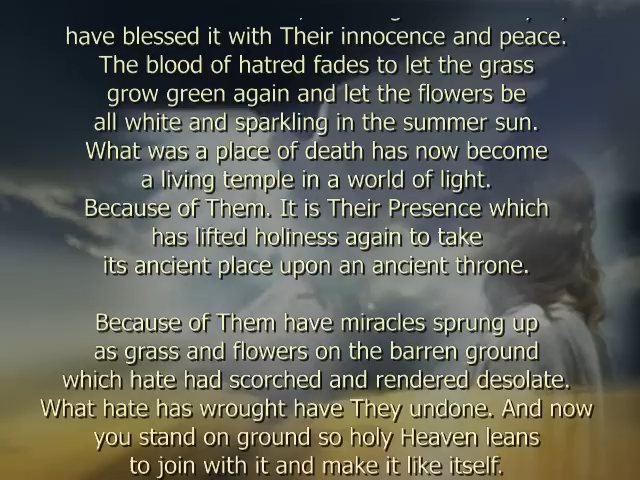 have blessed it with Their innocence and peace.
The blood of hatred fades to let the grass
grow green again and let the flowers be
all white and sparkling in the summer sun.
What was a place of death has now become
a living temple in a world of light.
Because of Them. It is Their Presence which
has lifted holiness again to take
its ancient place upon an ancient throne.
Because of Them have miracles sprung up
as grass and flowers on the barren ground
which hate had scorched and rendered desolate.
What hate has wrought have They undone. And now
you stand on ground so holy Heaven leans
to join with it and make it like itself.